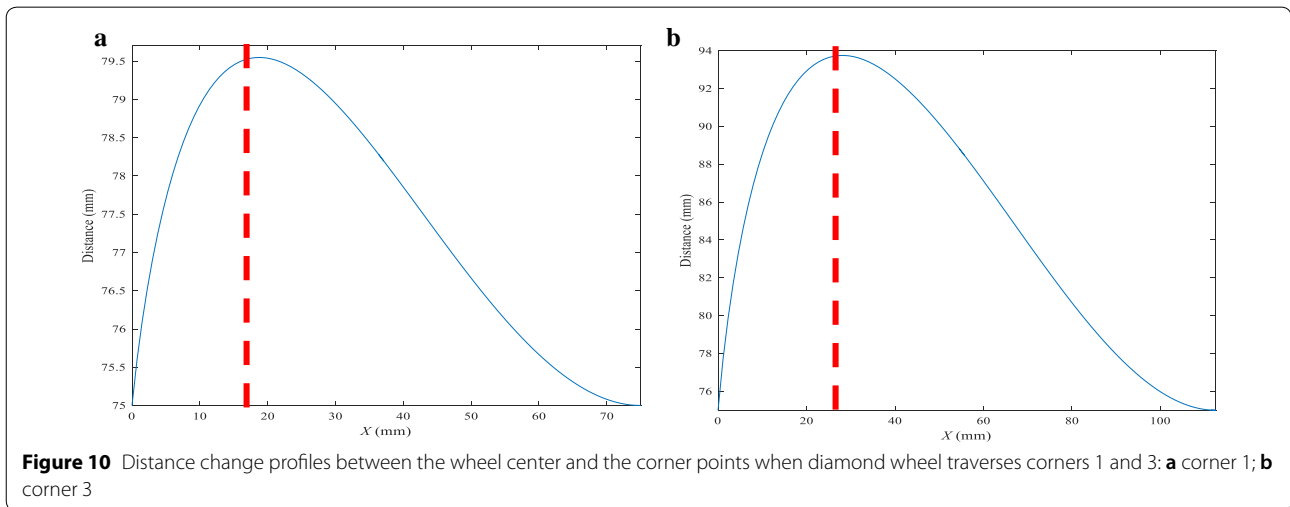 a
79.5
79
78.5
78
77.5
77
76.5
76
75.5
75
Distance (mm)
0 10 20 30 40 50 60 70
X (mm)
b
94
92
90
88
86
84
82
80
78
76
Distance (mm)
0 20 40 60 80 100
X (mm)
Figure 10 Distance change profiles between the wheel center and the corner points when diamond wheel traverses corners 1 and 3: a corner 1; b
corner 3